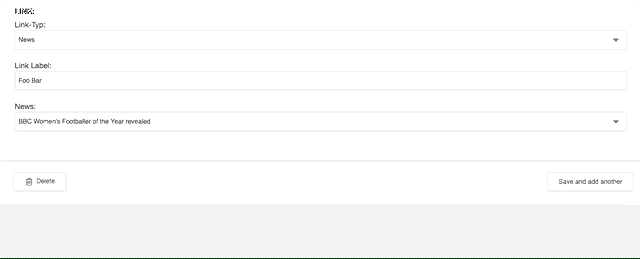 LINK:
Link-Typ:
News
Link Label:
Foo Bar
News:
BBC Women's Footballer of the Year revealed
Delete
Save and add another